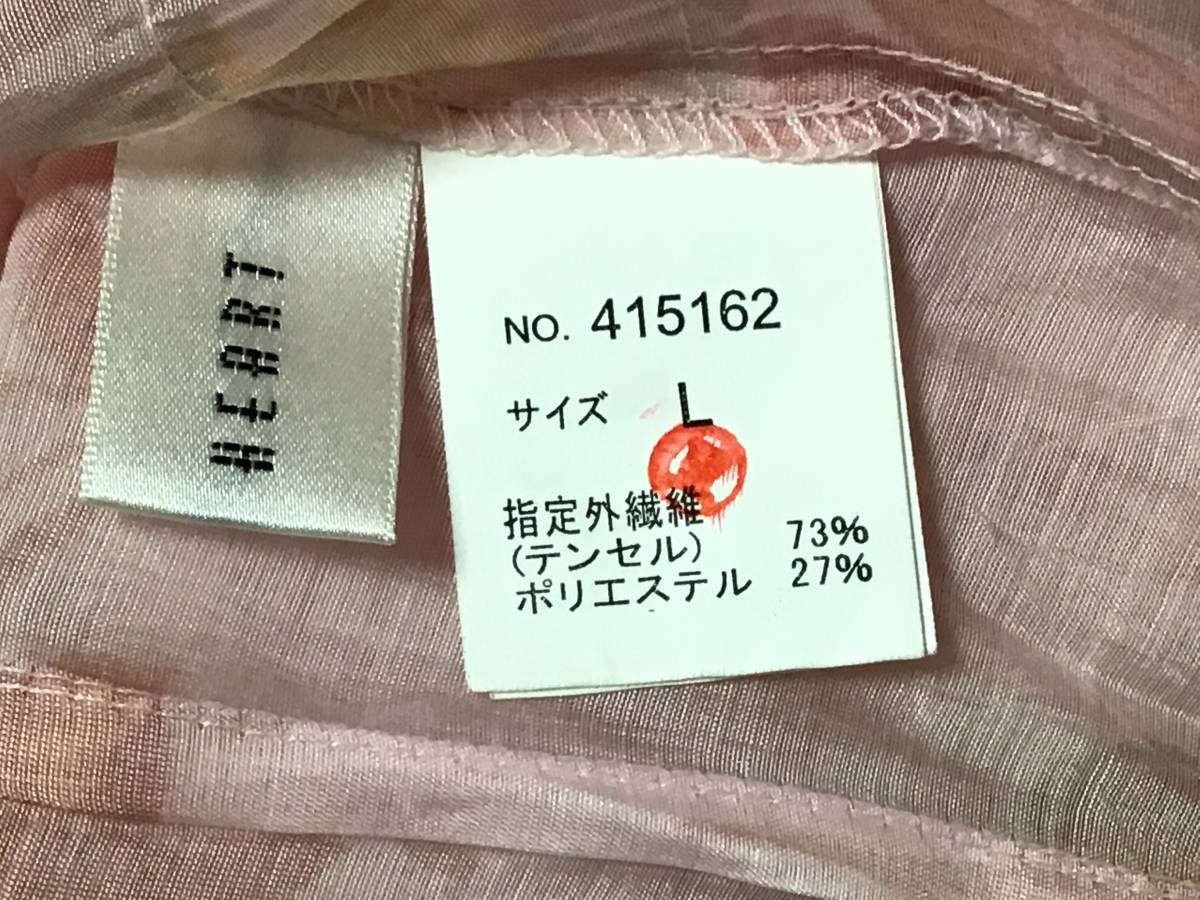 HEART
NO. 415162
サイズ L
指定外繊維
(テンセル) 73%
ポリエステル 27%